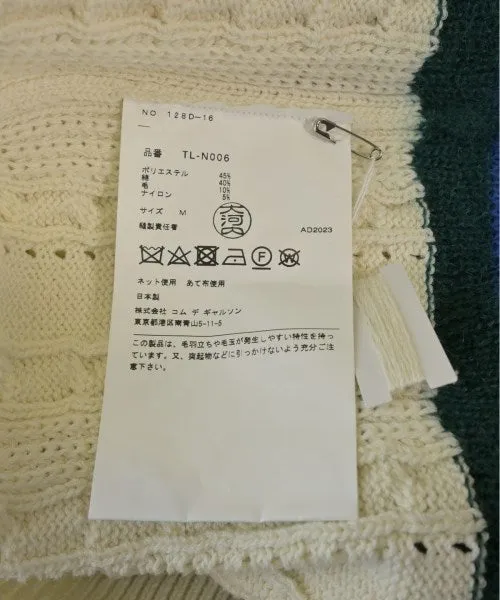 NO 128D-16
品番 TL-N006
ポリエステル 45%
綿 40%
毛 10%
ナイロン 5%
サイズ M
縫製責任者
AD2023
F
W
ネット使用 あて布使用
日本製
株式会社 コム デ ギャルソン
東京都港区南青山5-11-5
この製品は、毛羽立ちや毛玉が発生しやすい特性を持っ
ています。又、突起物などに引っかけないよう充分ご注
意下さい。